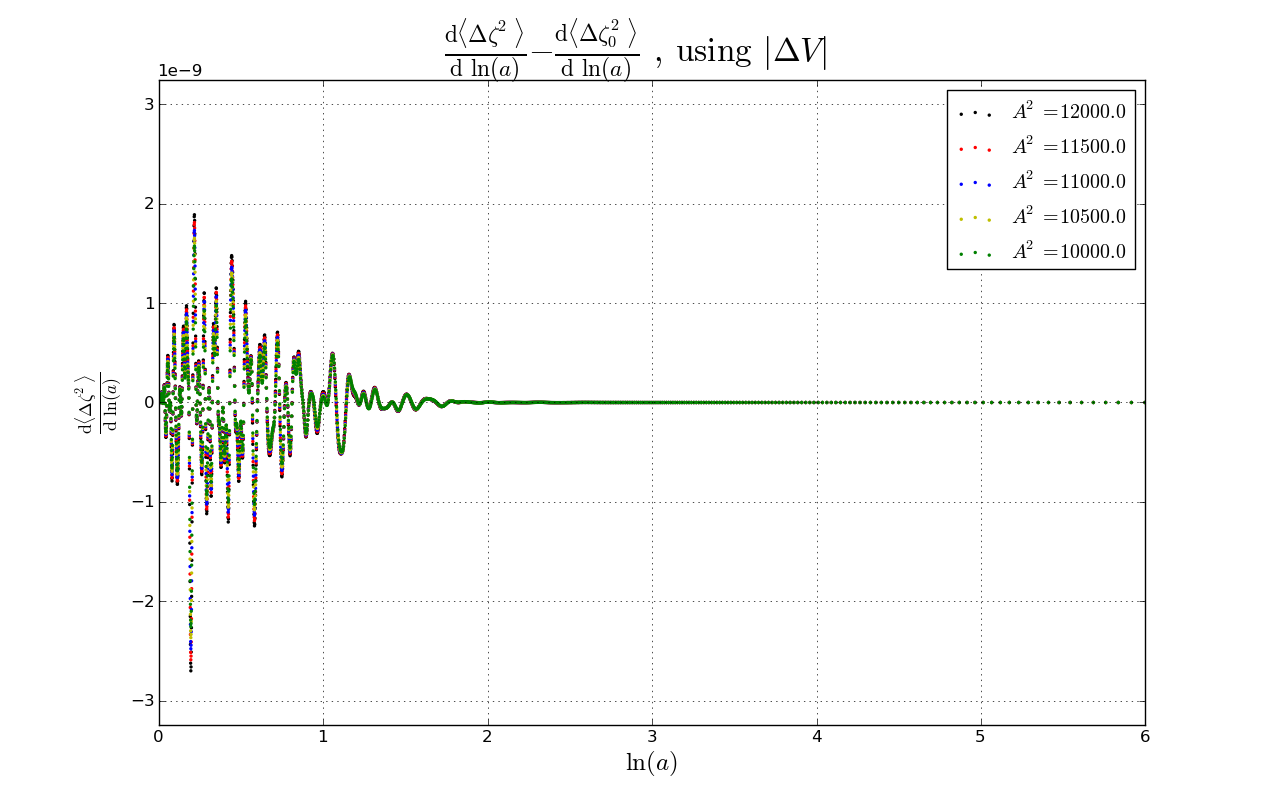 d⟨Δζ²⟩/d ln(a) − d⟨Δζ₀²⟩/d ln(a) , using |ΔV|
1e−9
3
2
1
0
−1
−2
−3
d⟨Δζ²⟩/d ln(a)
A² =12000.0
A² =11500.0
A² =11000.0
A² =10500.0
A² =10000.0
0 1 2 3 4 5 6
ln(a)